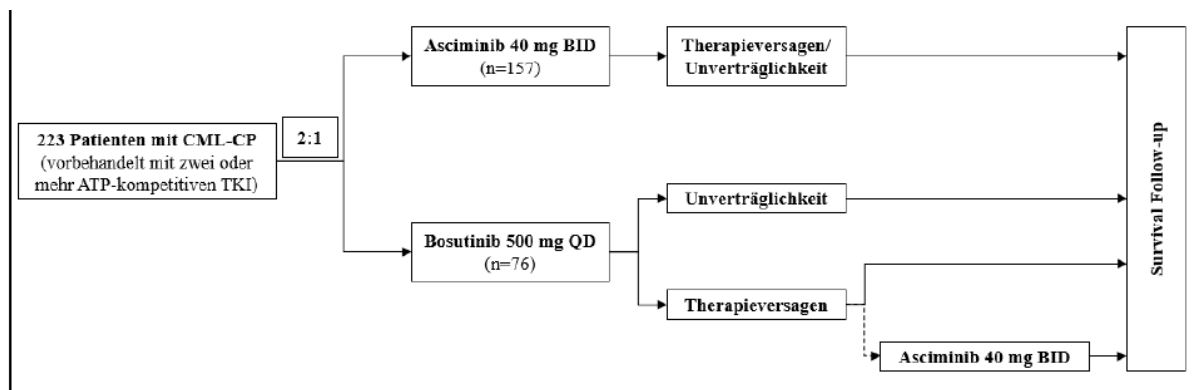 223 Patienten mit CML-CP
(vorbehandelt mit zwei oder
mehr ATP-kompetitiven TKI)
2:1
Asciminib 40 mg BID
(n=157)
Therapieversagen/
Unverträglichkeit
Bosutinib 500 mg QD
(n=76)
Unverträglichkeit
Therapieversagen
Asciminib 40 mg BID
Survival Follow-up